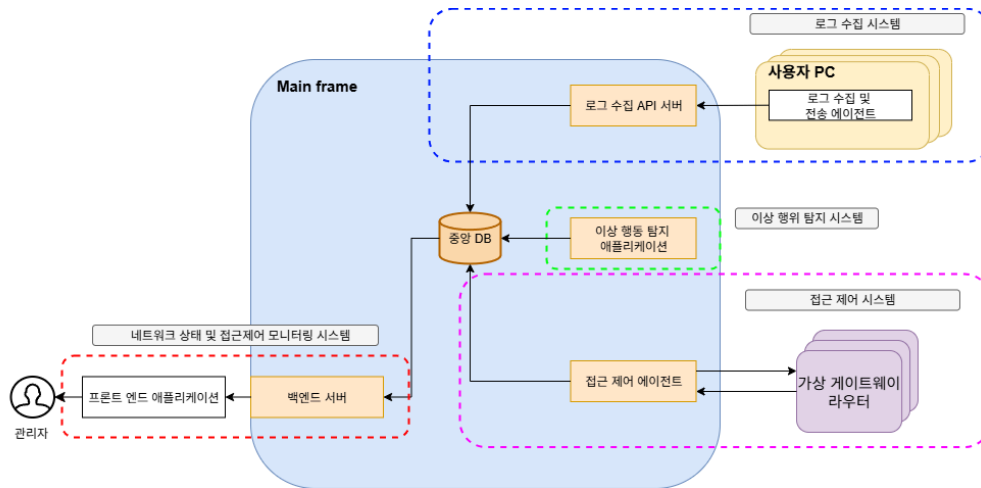 로그 수집 시스템
Main frame
사용자 PC
로그 수집 API 서버
로그 수집 및
전송 에이전트
이상 행위 탐지 시스템
중앙 DB
이상 행동 탐지
애플리케이션
접근 제어 시스템
네트워크 상태 및 접근제어 모니터링 시스템
접근 제어 에이전트
가상 게이트웨이
라우터
프론트 엔드 애플리케이션
백엔드 서버
관리자